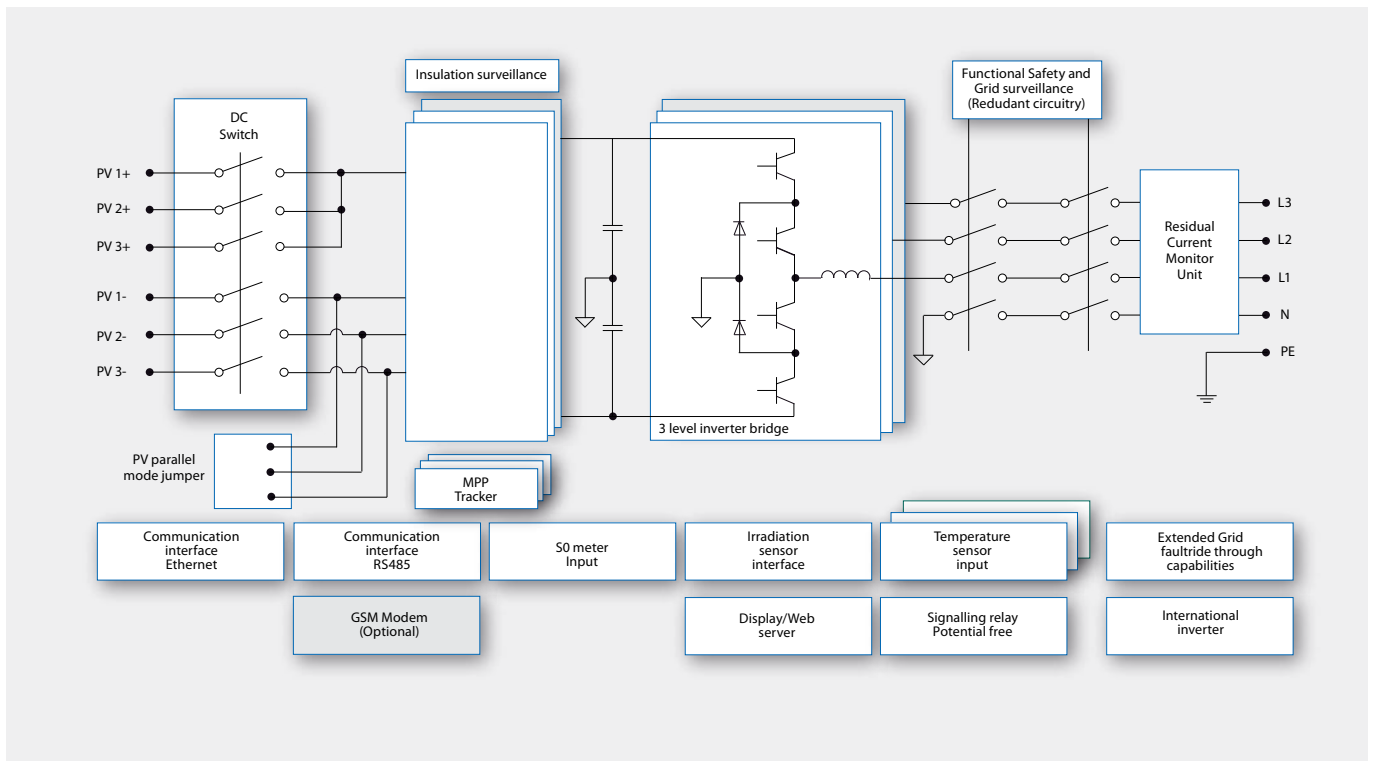 Insulation surveillance
Functional Safety and
Grid surveillance
(Redudant circuitry)
DC
Switch
PV 1+
PV 2+
PV 3+
PV 1-
PV 2-
PV 3-
L3
L2
L1
N
PE
Residual
Current
Monitor
Unit
3 level inverter bridge
PV parallel
mode jumper
MPP
Tracker
Communication
interface
Ethernet
Communication
interface
RS485
S0 meter
Input
Irradiation
sensor
interface
Temperature
sensor
input
Extended Grid
faultride through
capabilities
GSM Modem
(Optional)
Display/Web
server
Signalling relay
Potential free
International
inverter